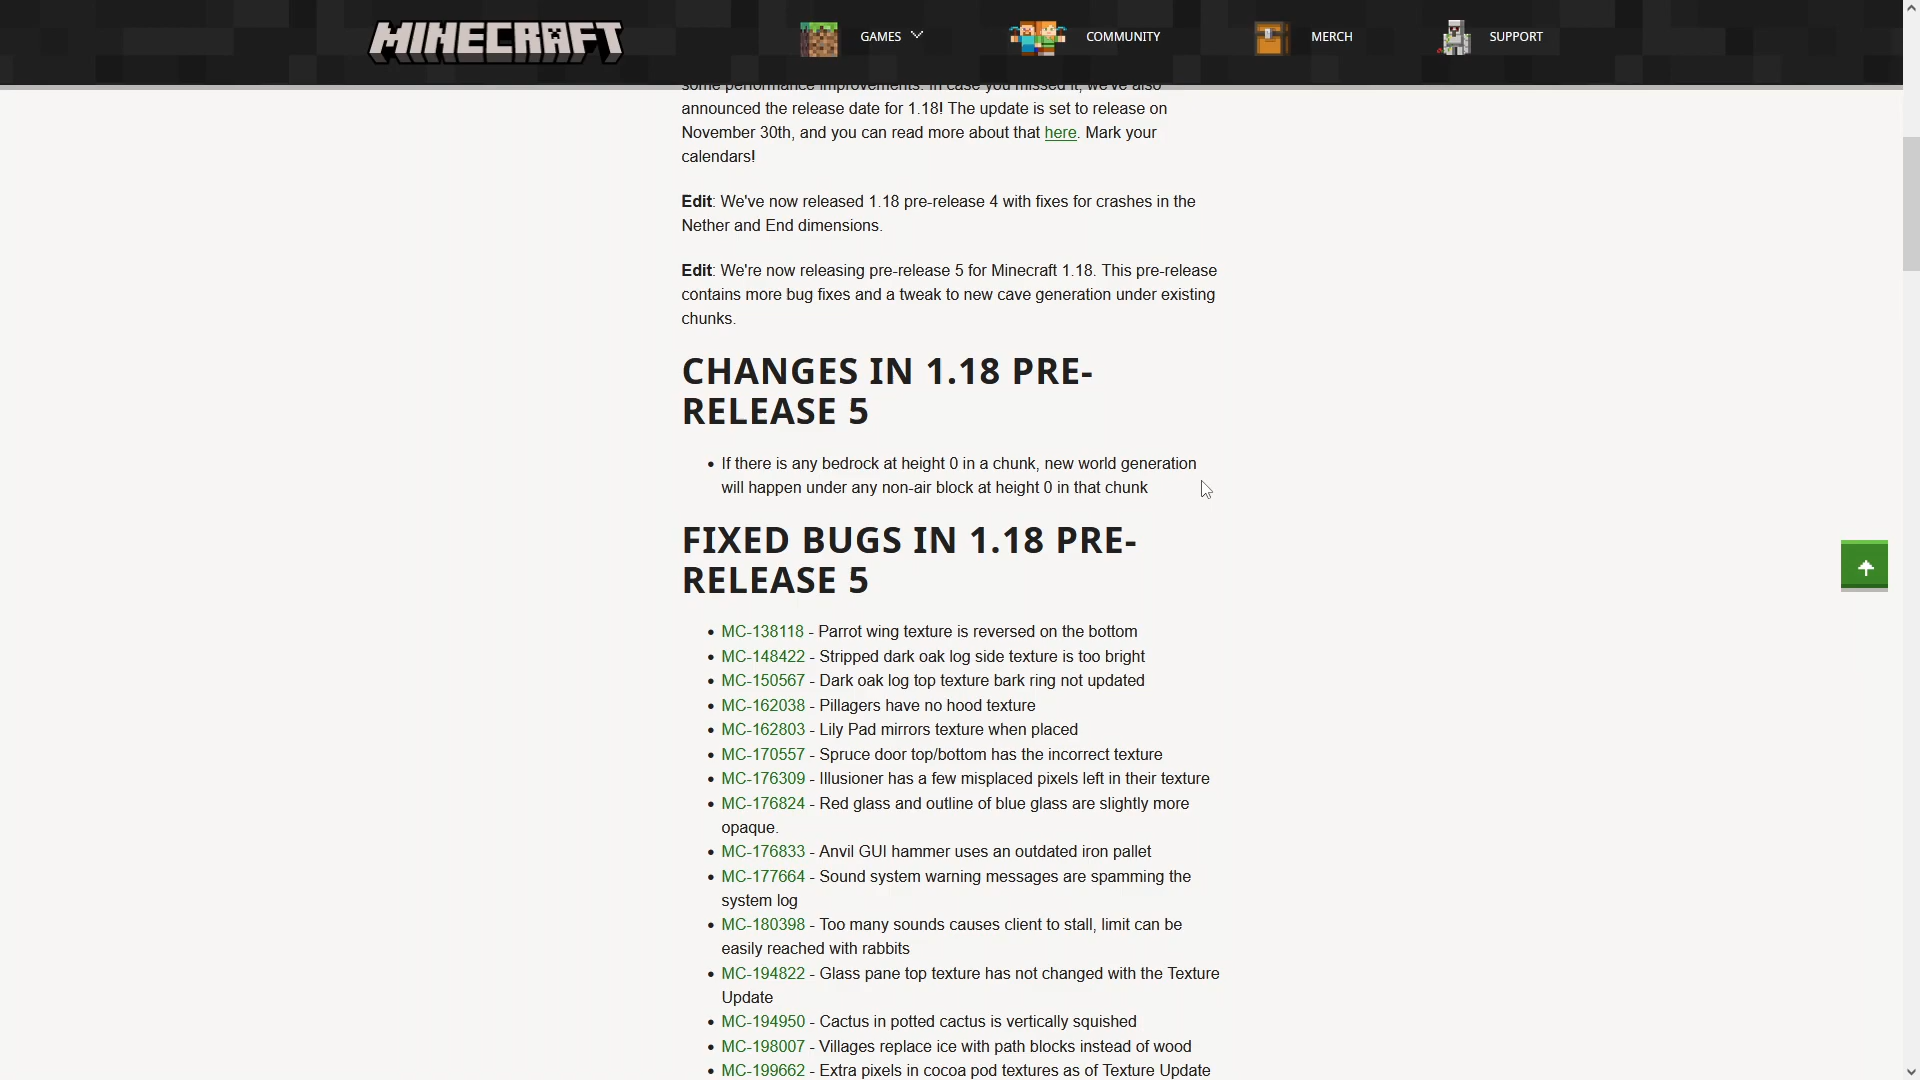 MINECRAFT
GAMES
COMMUNITY
MERCH
SUPPORT
some performance improvements. In case you missed it, we've also
announced the release date for 1.18! The update is set to release on
November 30th, and you can read more about that here. Mark your
calendars!
Edit: We've now released 1.18 pre-release 4 with fixes for crashes in the
Nether and End dimensions.
Edit: We're now releasing pre-release 5 for Minecraft 1.18. This pre-release
contains more bug fixes and a tweak to new cave generation under existing
chunks.
CHANGES IN 1.18 PRE-
RELEASE 5
• If there is any bedrock at height 0 in a chunk, new world generation
will happen under any non-air block at height 0 in that chunk
FIXED BUGS IN 1.18 PRE-
RELEASE 5
• MC-138118 - Parrot wing texture is reversed on the bottom
• MC-148422 - Stripped dark oak log side texture is too bright
• MC-150567 - Dark oak log top texture bark ring not updated
• MC-162038 - Pillagers have no hood texture
• MC-162803 - Lily Pad mirrors texture when placed
• MC-170557 - Spruce door top/bottom has the incorrect texture
• MC-176309 - Illusioner has a few misplaced pixels left in their texture
• MC-176824 - Red glass and outline of blue glass are slightly more
opaque.
• MC-176833 - Anvil GUI hammer uses an outdated iron pallet
• MC-177664 - Sound system warning messages are spamming the
system log
• MC-180398 - Too many sounds causes client to stall, limit can be
easily reached with rabbits
• MC-194822 - Glass pane top texture has not changed with the Texture
Update
• MC-194950 - Cactus in potted cactus is vertically squished
• MC-198007 - Villages replace ice with path blocks instead of wood
• MC-199662 - Extra pixels in cocoa pod textures as of Texture Update